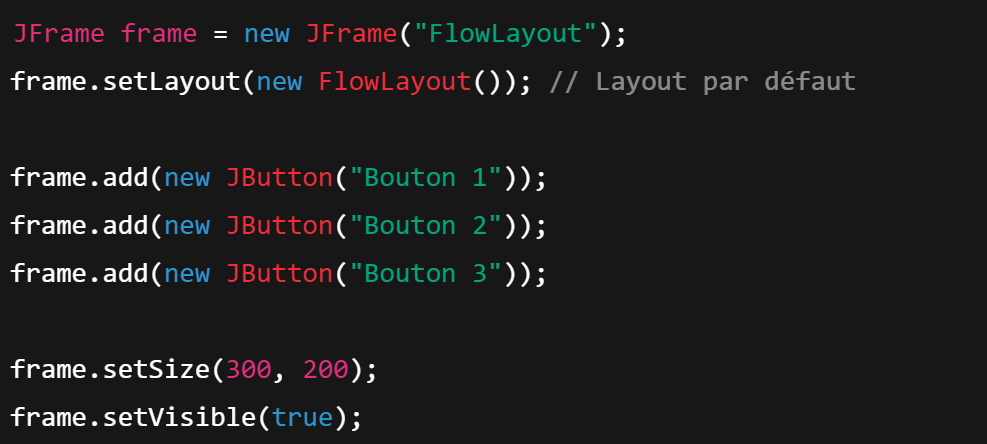 JFrame frame = new JFrame("FlowLayout");
frame.setLayout(new FlowLayout()); // Layout par défaut
frame.add(new JButton("Bouton 1"));
frame.add(new JButton("Bouton 2"));
frame.add(new JButton("Bouton 3"));
frame.setSize(300, 200);
frame.setVisible(true);